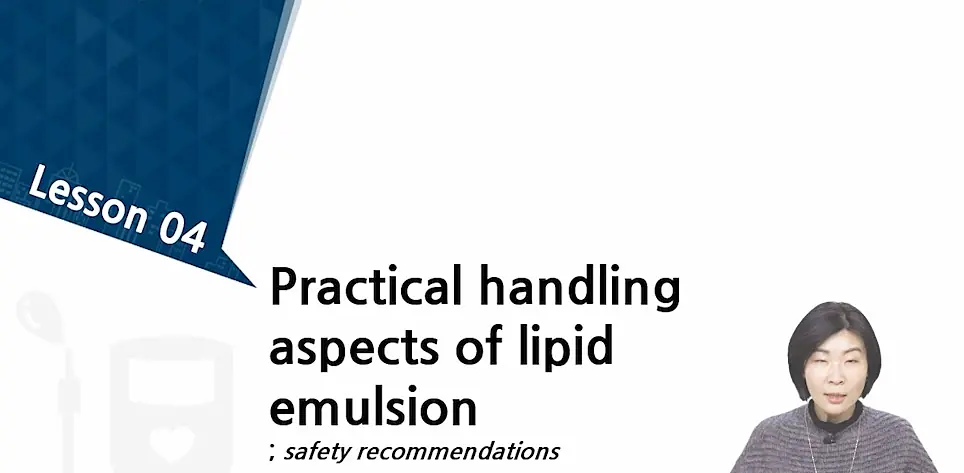 Lesson 04
Practical handling
aspects of lipid
emulsion
; safety recommendations